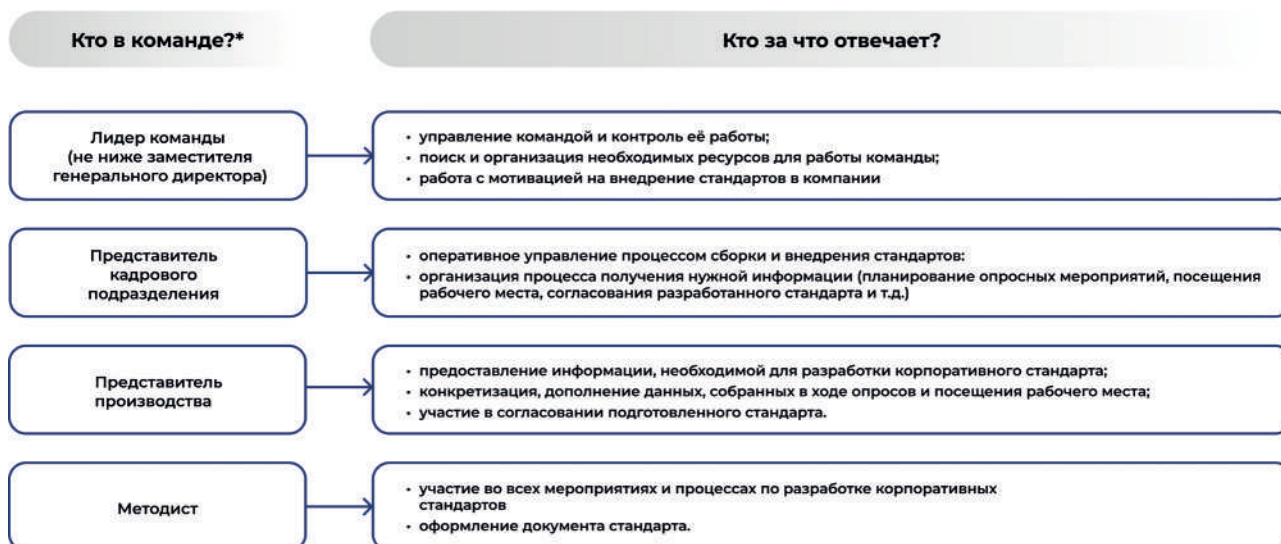 Кто в команде?*
Кто за что отвечает?
Лидер команды
(не ниже заместителя
генерального директора)
• управление командой и контроль её работы;
• поиск и организация необходимых ресурсов для работы команды;
• работа с мотивацией на внедрение стандартов в компании
Представитель
кадрового
подразделения
• оперативное управление процессом сборки и внедрения стандартов:
• организация процесса получения нужной информации (планирование опросных мероприятий, посещения
рабочего места, согласования разработанного стандарта и т.д.)
Представитель
производства
• предоставление информации, необходимой для разработки корпоративного стандарта;
• конкретизация, дополнение данных, собранных в ходе опросов и посещения рабочего места;
• участие в согласовании подготовленного стандарта.
Методист
• участие во всех мероприятиях и процессах по разработке корпоративных
стандартов
• оформление документа стандарта.